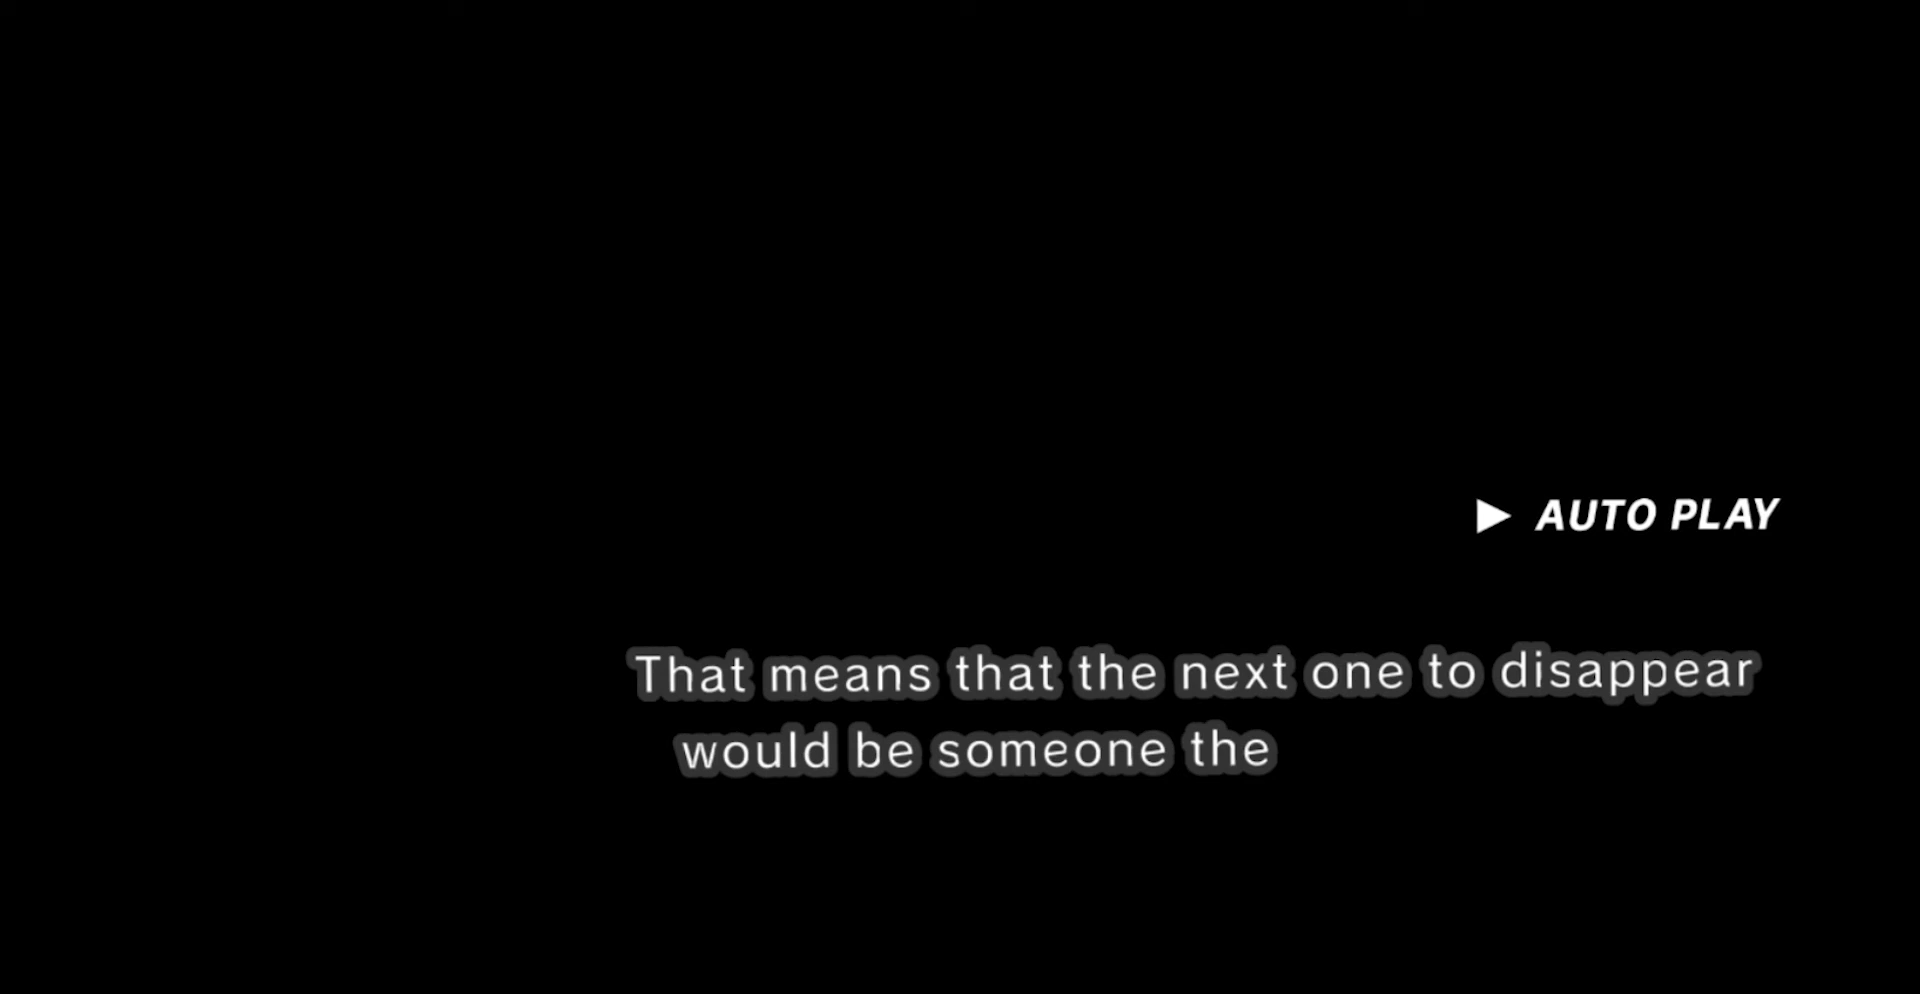 ▶ AUTO PLAY
That means that the next one to disappear
would be someone the